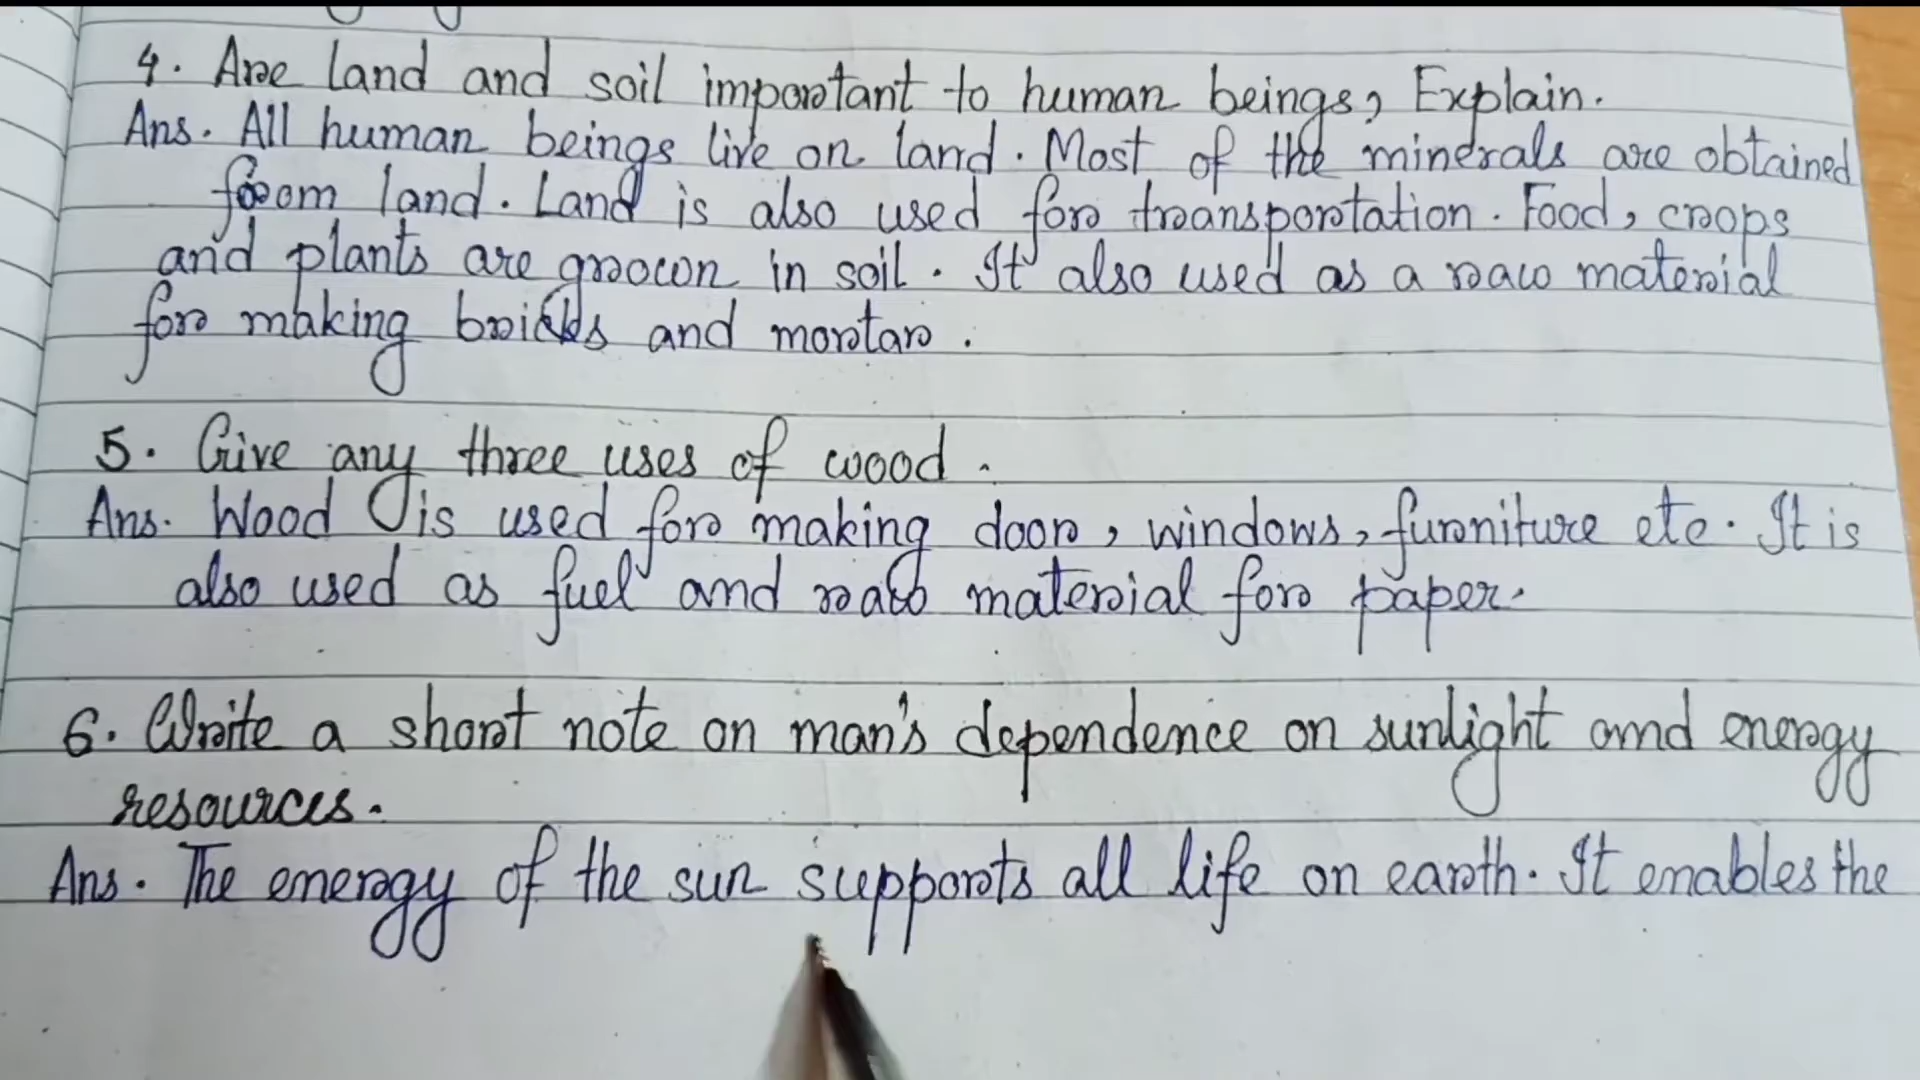 4. Are land and soil important to human beings, Explain.
Ans. All human beings live on land. Most of the minerals are obtained
from land. Land is also used for transportation. Food, crops
and plants are grown in soil. It also used as a raw material
for making bricks and mortar.
5. Give any three uses of wood.
Ans. Wood is used for making door, windows, furniture etc. It is
also used as fuel and raw material for paper.
6. Write a short note on man's dependence on sunlight and energy
resources.
Ans. The energy of the sun supports all life on earth. It enables the